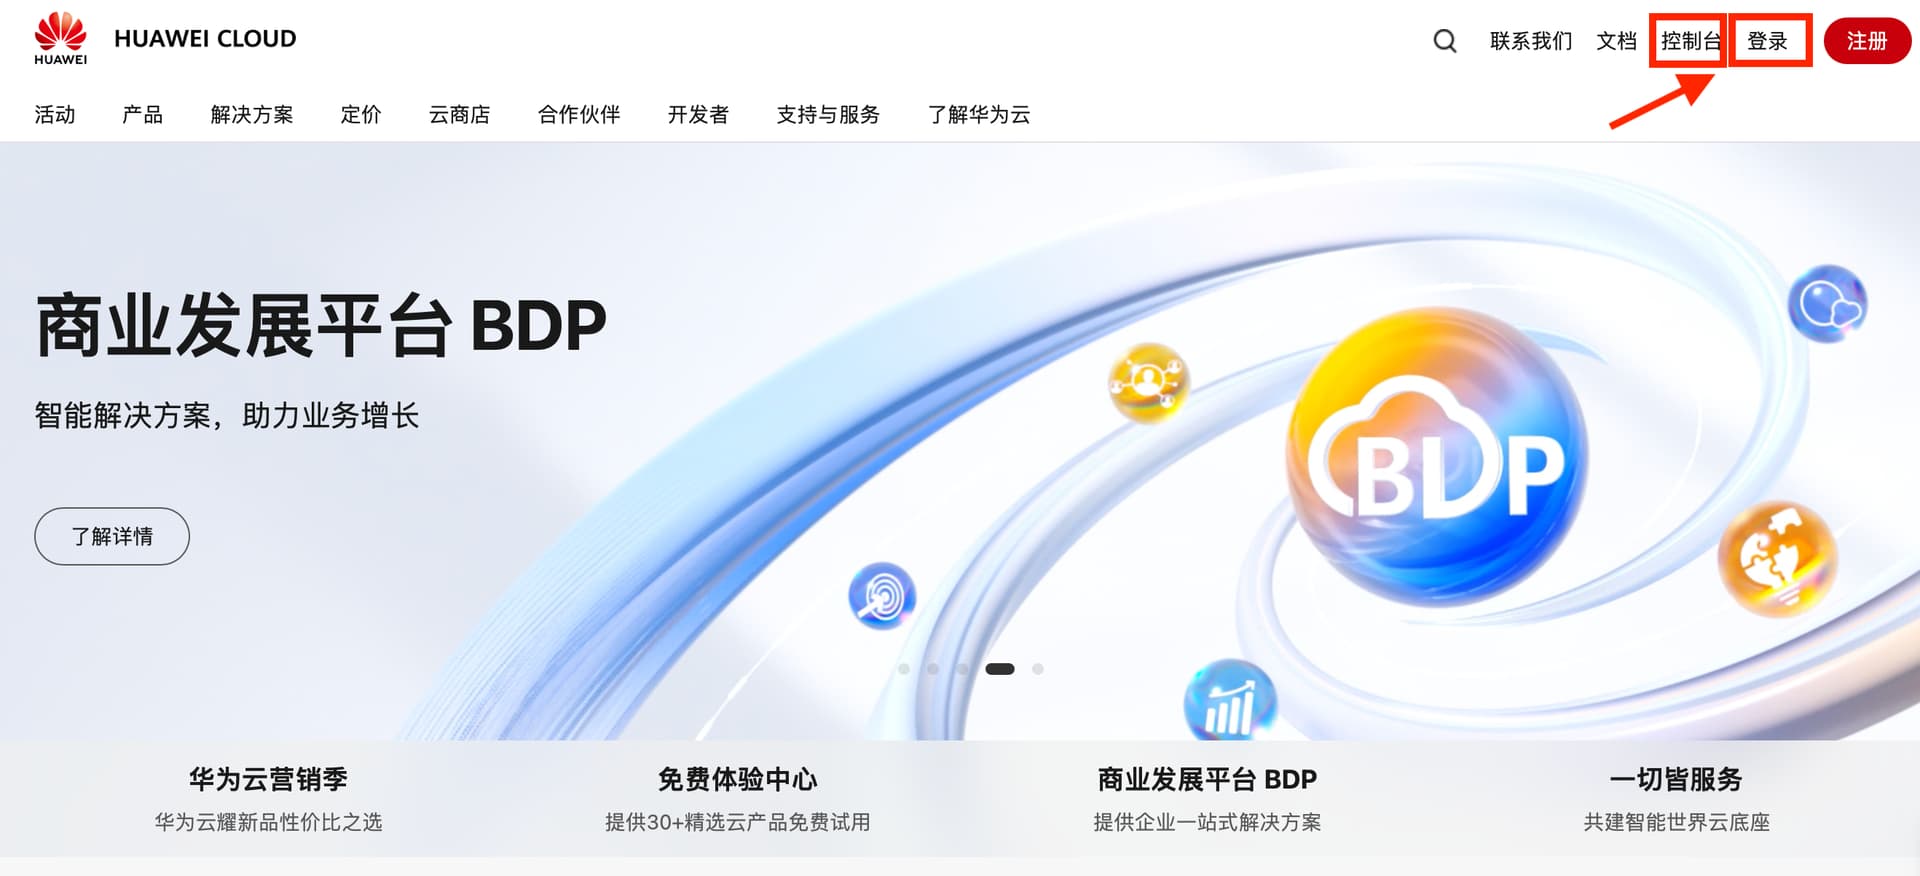 HUAWEI
HUAWEI CLOUD
联系我们 文档 控制台 登录 注册
活动 产品 解决方案 定价 云商店 合作伙伴 开发者 支持与服务 了解华为云
商业发展平台 BDP
智能解决方案，助力业务增长
了解详情
BDP
华为云营销季 免费体验中心 商业发展平台 BDP 一切皆服务
华为云耀新品性价比之选 提供30+精选云产品免费试用 提供企业一站式解决方案 共建智能世界云底座